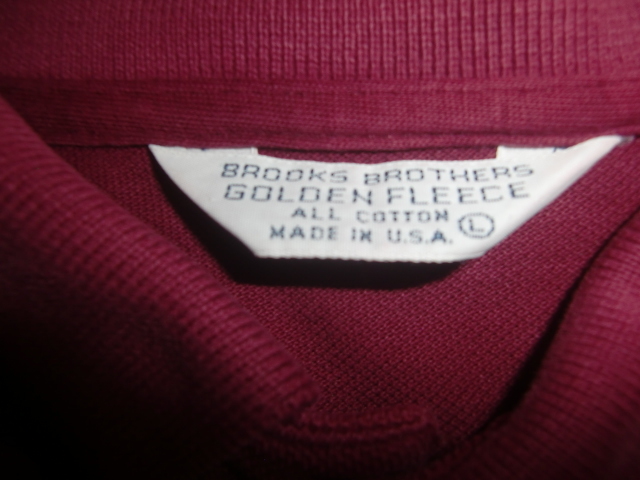 BROOKS BROTHERS
GOLDEN FLEECE
ALL COTTON
MADE IN U.S.A. L